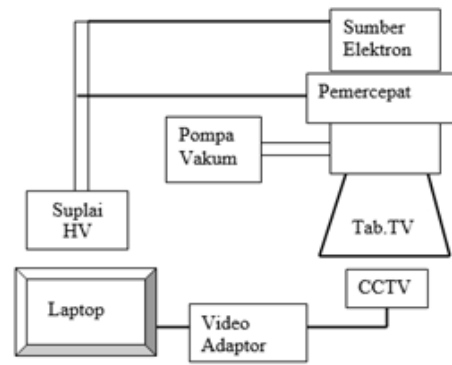 Sumber
Elektron
Pemercepat
Pompa
Vakum
Suplai
HV
Tab.TV
Laptop
Video
Adaptor
CCTV